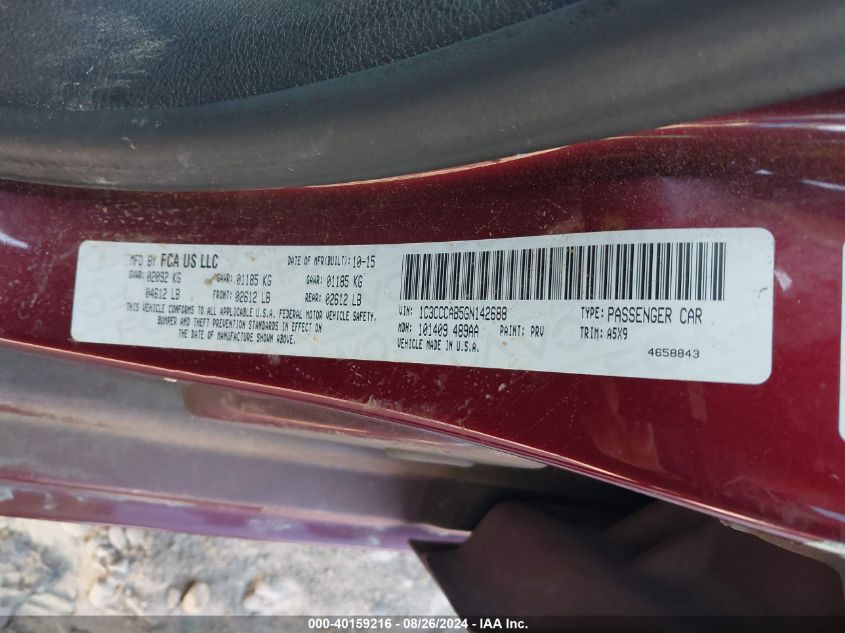 MFD BY FCA US LLC DATE OF MFR(BUILT): 10-15
GVWR: 02092 KG GAWR: 01185 KG GAWR: 01185 KG
04612 LB FRONT: 02612 LB REAR: 02612 LB
THIS VEHICLE CONFORMS TO ALL APPLICABLE U.S.A. FEDERAL MOTOR VEHICLE SAFETY,
BUMPER AND THEFT PREVENTION STANDARDS IN EFFECT ON
THE DATE OF MANUFACTURE SHOWN ABOVE.
VIN: 1C3CCCAB5GN142688 TYPE: PASSENGER CAR
MDH: 101409 489AA PAINT: PRV TRIM: A5X9
VEHICLE MADE IN U.S.A.
4658843
000-40159216 - 08/26/2024 - IAA, Inc.